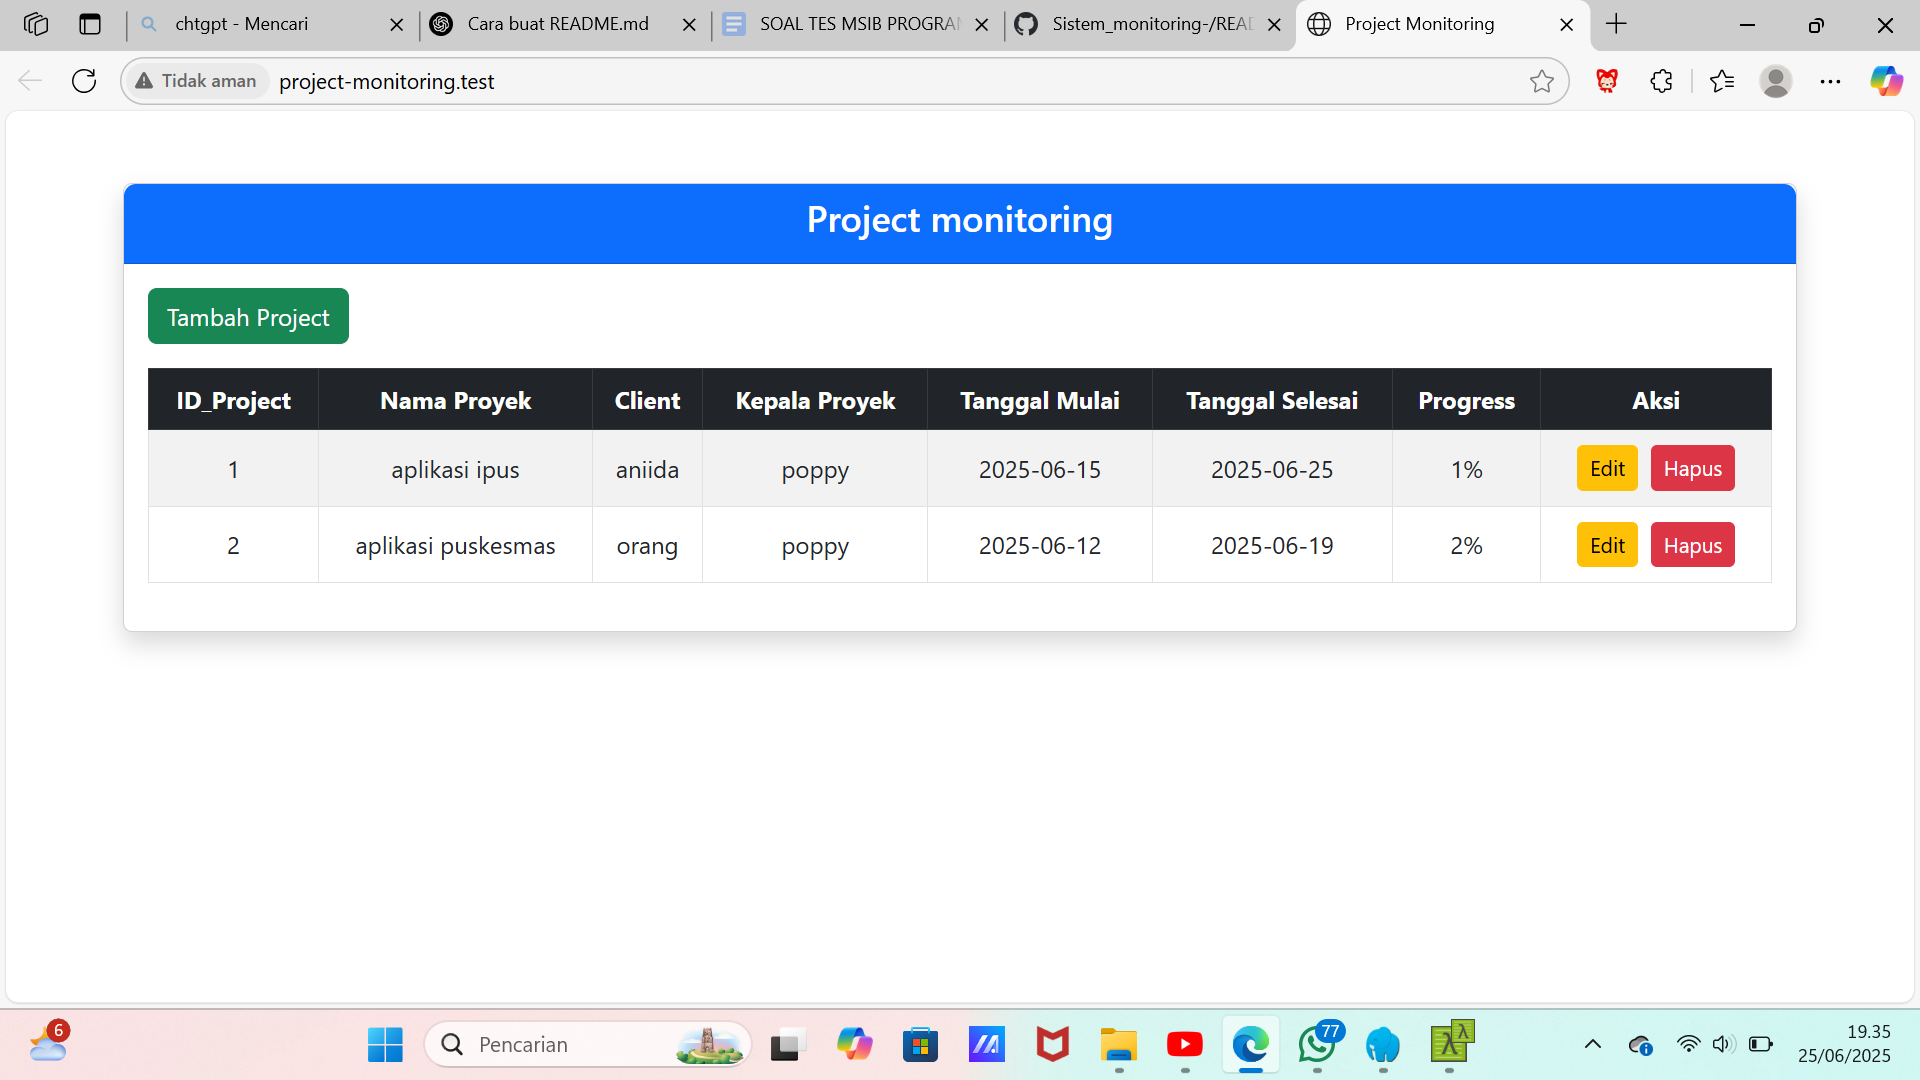 chtgpt - Mencari
Cara buat README.md
SOAL TES MSIB PROGRAM
Sistem_monitoring-/READ
Project Monitoring
Tidak aman
project-monitoring.test
Project monitoring
Tambah Project
ID_Project Nama Proyek Client Kepala Proyek Tanggal Mulai Tanggal Selesai Progress Aksi
1 aplikasi ipus aniida poppy 2025-06-15 2025-06-25 1% Edit Hapus
2 aplikasi puskesmas orang poppy 2025-06-12 2025-06-19 2% Edit Hapus
6
Pencarian
77
19.35
25/06/2025